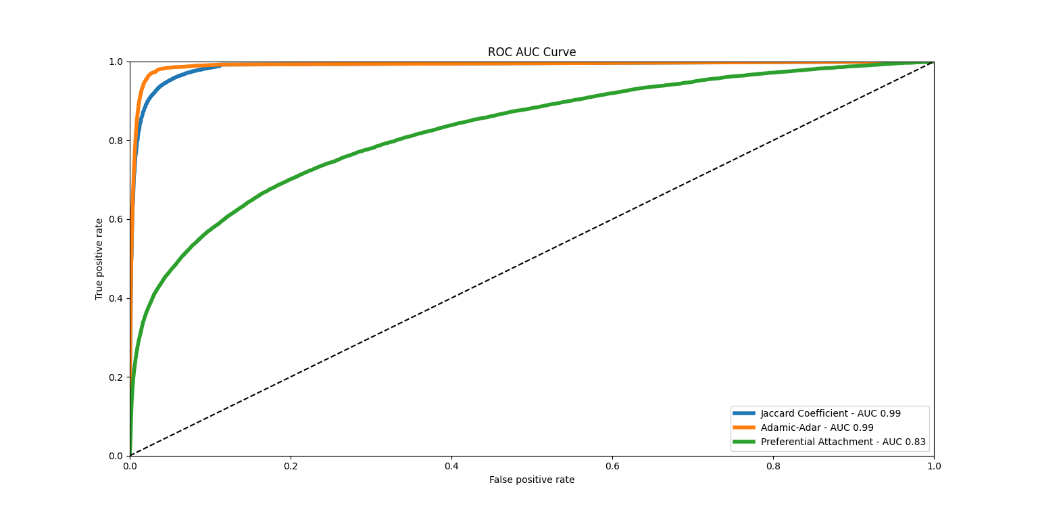 ROC AUC Curve
1.0
0.8
0.6
0.4
0.2
0.0
True positive rate
0.0 0.2 0.4 0.6 0.8 1.0
False positive rate
Jaccard Coefficient - AUC 0.99
Adamic-Adar - AUC 0.99
Preferential Attachment - AUC 0.83